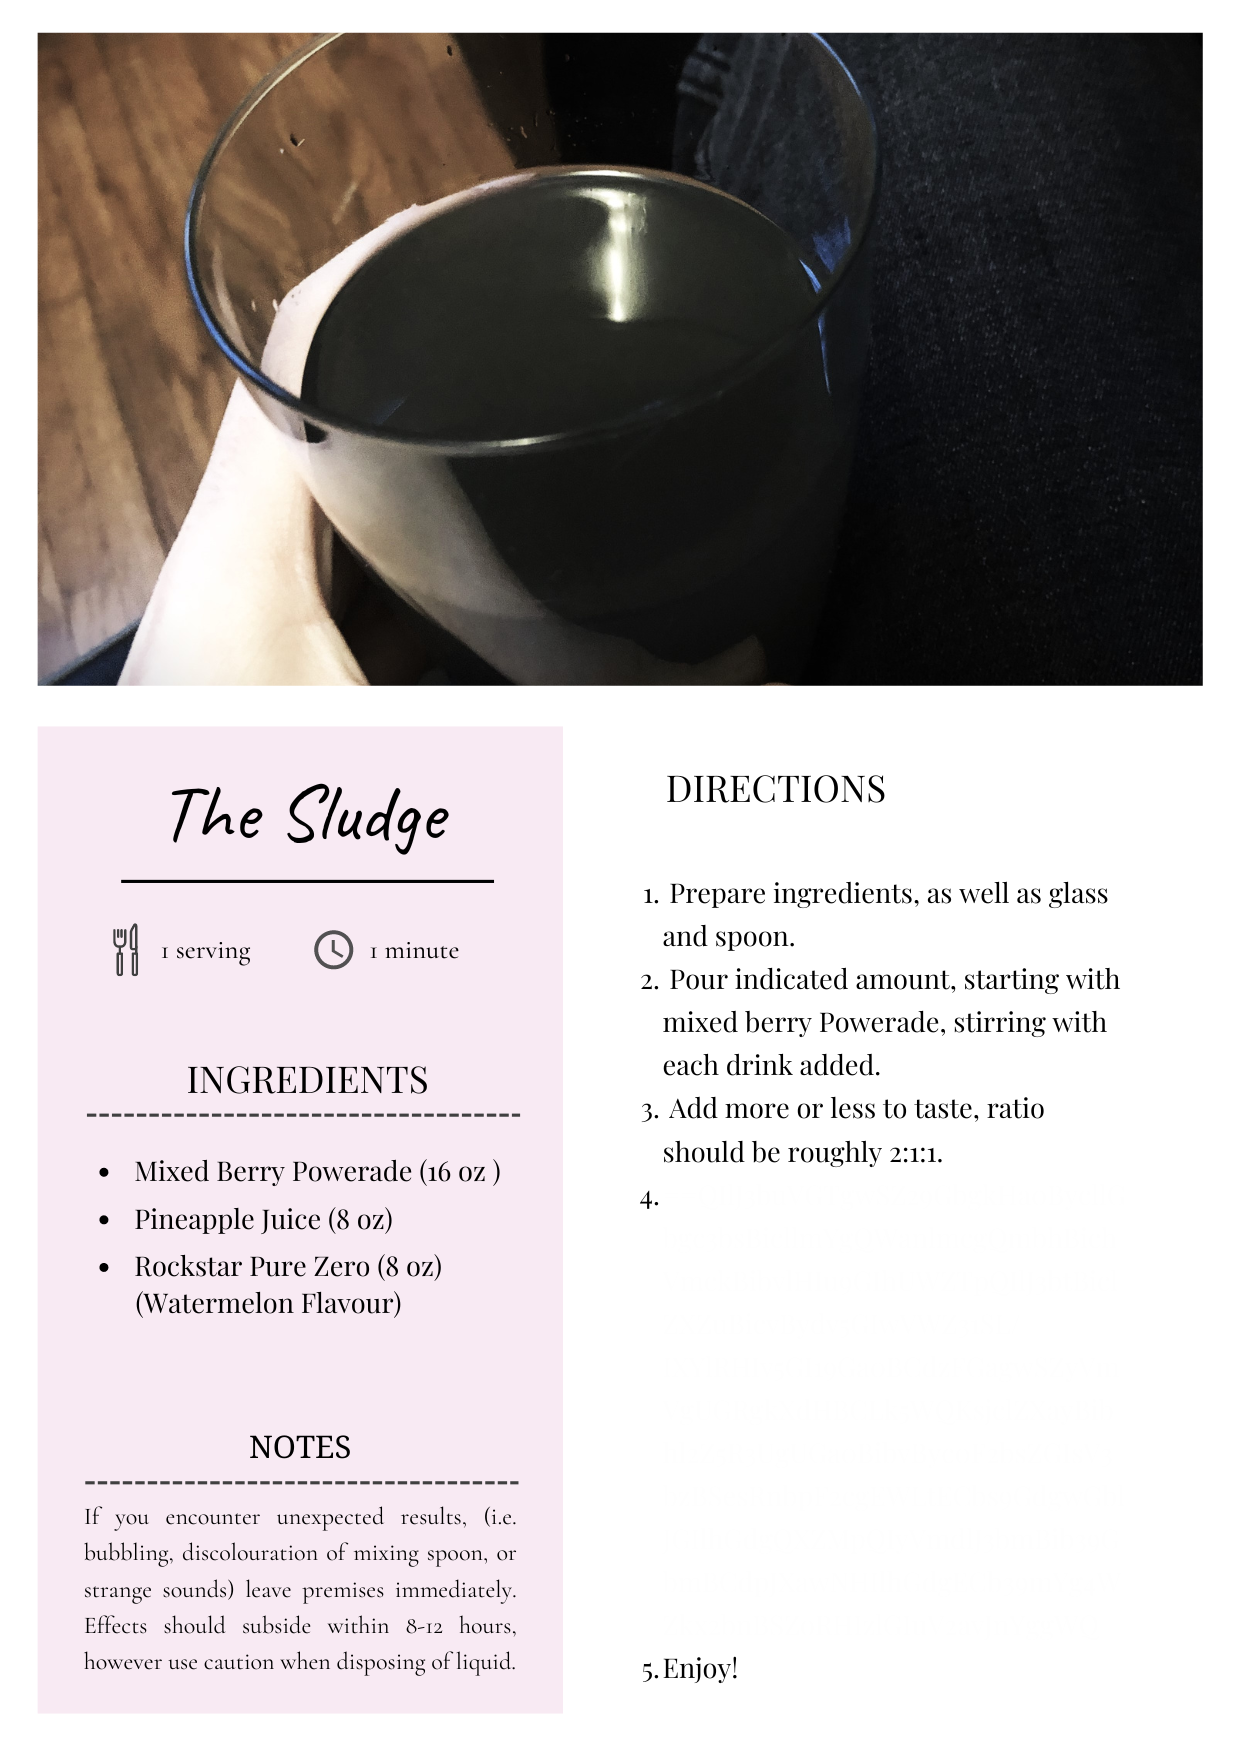 The Sludge
1 serving
1 minute
INGREDIENTS
• Mixed Berry Powerade (16 oz )
• Pineapple Juice (8 oz)
• Rockstar Pure Zero (8 oz)
(Watermelon Flavour)
NOTES
If you encounter unexpected results, (i.e.
bubbling, discolouration of mixing spoon, or
strange sounds) leave premises immediately.
Effects should subside within 8-12 hours,
however use caution when disposing of liquid.
DIRECTIONS
1. Prepare ingredients, as well as glass
and spoon.
2. Pour indicated amount, starting with
mixed berry Powerade, stirring with
each drink added.
3. Add more or less to taste, ratio
should be roughly 2:1:1.
4.
5. Enjoy!